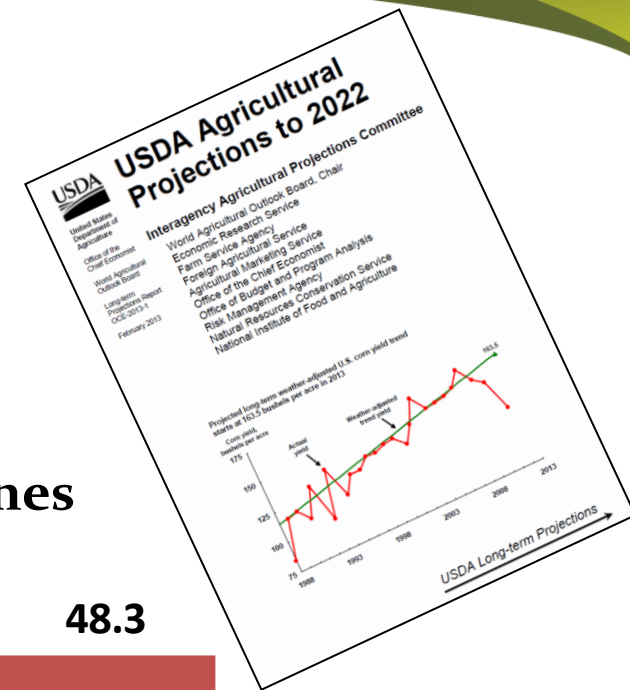 USDA Agricultural
Projections to 2022
USDA
United States
Department of
Agriculture
Office of the
Chief Economist
World Agricultural
Outlook Board
Long-term
Projections Report
OCE-2013-1
February 2013
Interagency Agricultural Projections Committee
World Agricultural Outlook Board, Chair
Economic Research Service
Farm Service Agency
Foreign Agricultural Service
Agricultural Marketing Service
Office of the Chief Economist
Office of Budget and Program Analysis
Risk Management Agency
Natural Resources Conservation Service
National Institute of Food and Agriculture
Projected long-term weather-adjusted U.S. corn yield trend
starts at 163.5 bushels per acre in 2013
Corn yield,
bushels per acre
175
150
125
100
75
Actual
yield
Weather-adjusted
trend yield
163.5
1988
1993
1998
2003
2008
2013
USDA Long-term Projections
nes
48.3